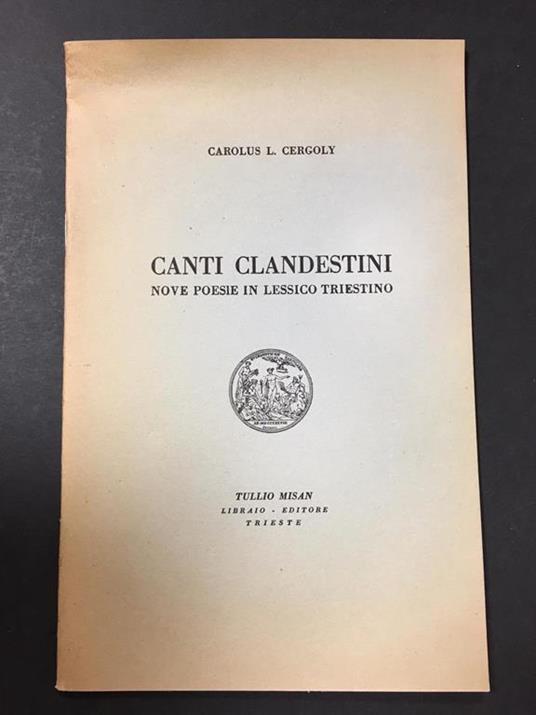 CAROLUS L. CERGOLY
CANTI CLANDESTINI
NOVE POESIE IN LESSICO TRIESTINO
TULLIO MISAN
LIBRAIO - EDITORE
TRIESTE